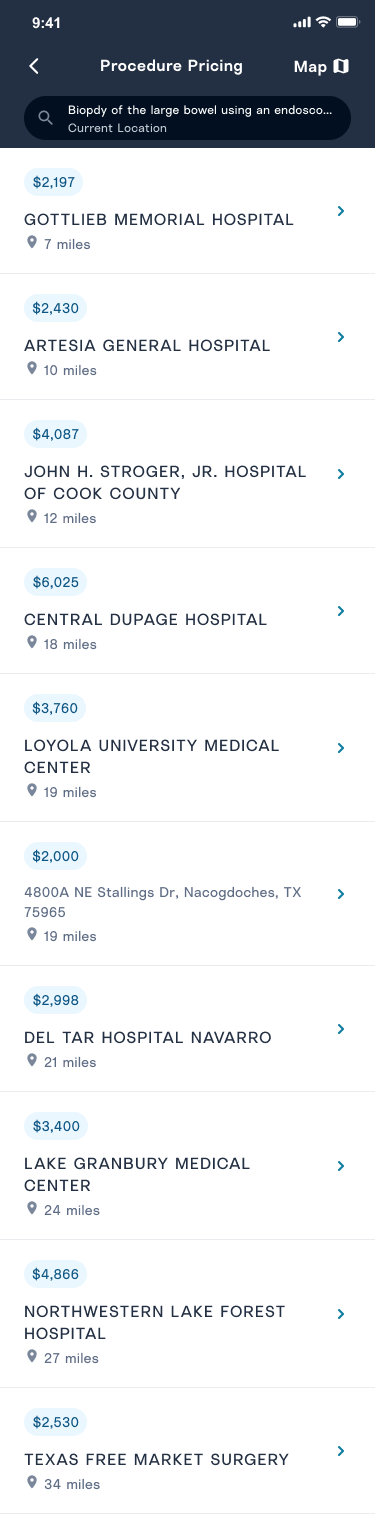 9:41
Procedure Pricing
Map
Biopdy of the large bowel using an endosco...
Current Location
$2,197
GOTTLIEB MEMORIAL HOSPITAL
7 miles
$2,430
ARTESIA GENERAL HOSPITAL
10 miles
$4,087
JOHN H. STROGER, JR. HOSPITAL
OF COOK COUNTY
12 miles
$6,025
CENTRAL DUPAGE HOSPITAL
18 miles
$3,760
LOYOLA UNIVERSITY MEDICAL
CENTER
19 miles
$2,000
4800A NE Stallings Dr, Nacogdoches, TX
75965
19 miles
$2,998
DEL TAR HOSPITAL NAVARRO
21 miles
$3,400
LAKE GRANBURY MEDICAL
CENTER
24 miles
$4,866
NORTHWESTERN LAKE FOREST
HOSPITAL
27 miles
$2,530
TEXAS FREE MARKET SURGERY
34 miles